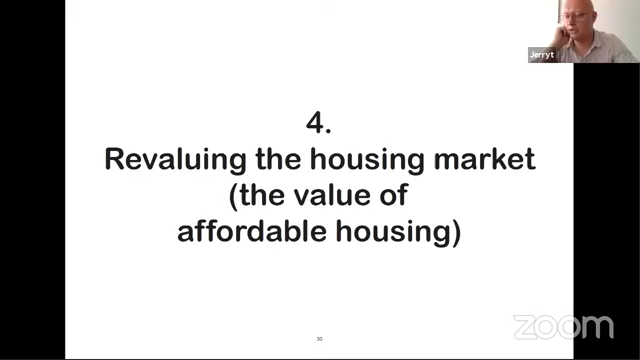 Jerryt
4.
Revaluing the housing market
(the value of
affordable housing)
30
zoom